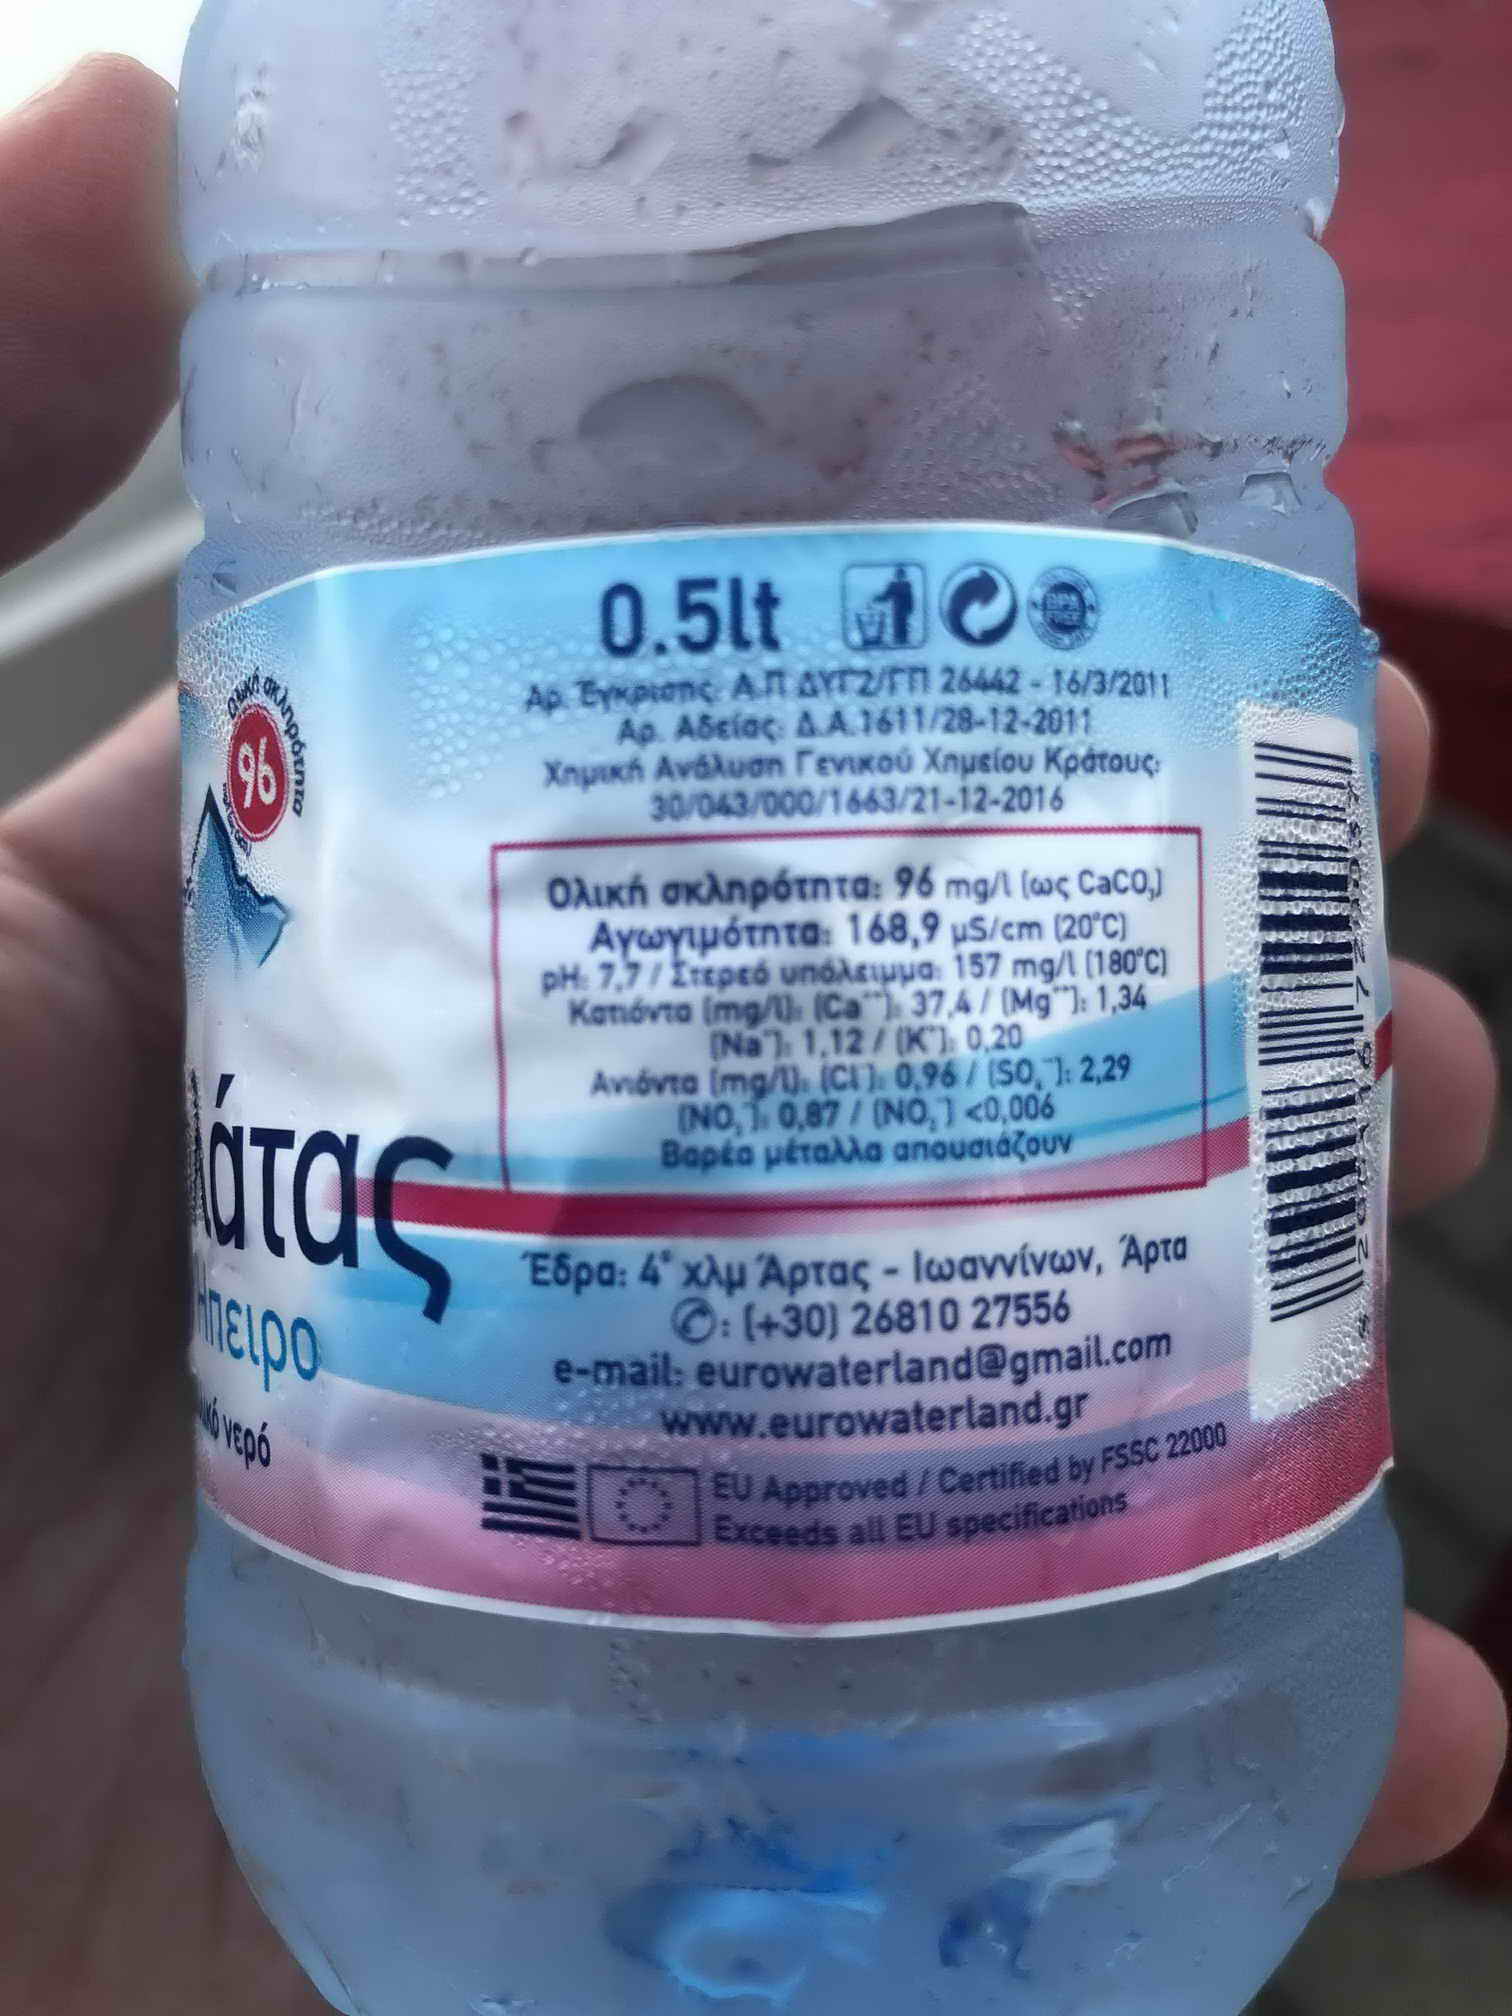 0.5lt
Αρ. Έγκρισης: Α.Π ΔΥΓ2/ΓΠ 26442 - 16/3/2011
Αρ. Αδείας: Δ.Α.1611/28-12-2011
Χημική Ανάλυση Γενικού Χημείου Κράτους:
30/043/000/1663/21-12-2016
Ολική σκληρότητα
96
Ολική σκληρότητα: 96 mg/l (ως CaCO₃)
Αγωγιμότητα: 168,9 μS/cm (20°C)
pH: 7,7 / Στερεό υπόλειμμα: 157 mg/l (180°C)
Κατιόντα (mg/l): (Ca⁺⁺): 37,4 / (Mg⁺⁺): 1,34
(Na⁺): 1,12 / (K⁺): 0,20
Ανιόντα (mg/l): (Cl⁻): 0,96 / (SO₄⁻): 2,29
(NO₃⁻): 0,87 / (NO₂⁻) <0,006
Βαρέα μέταλλα απουσιάζουν
λάτας
Ήπειρο
νερό
Έδρα: 4° χλμ Άρτας - Ιωαννίνων, Άρτα
✆: (+30) 26810 27556
e-mail: eurowaterland@gmail.com
www.eurowaterland.gr
EU Approved / Certified by FSSC 22000
Exceeds all EU specifications